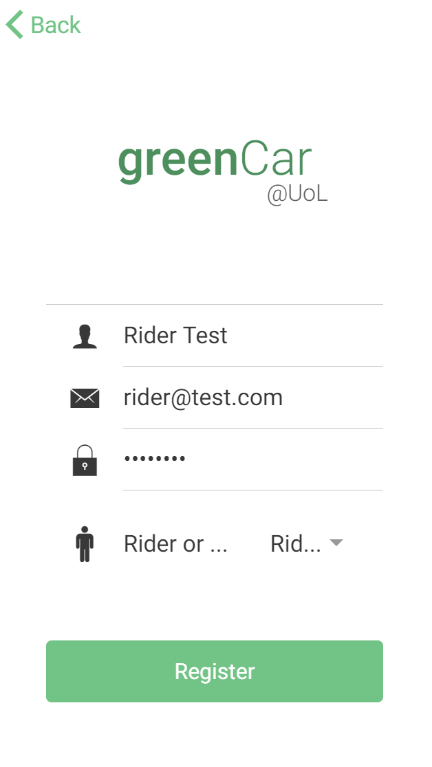 Back
greenCar
@UoL
Rider Test
rider@test.com
••••••••
Rider or ... Rid...
Register